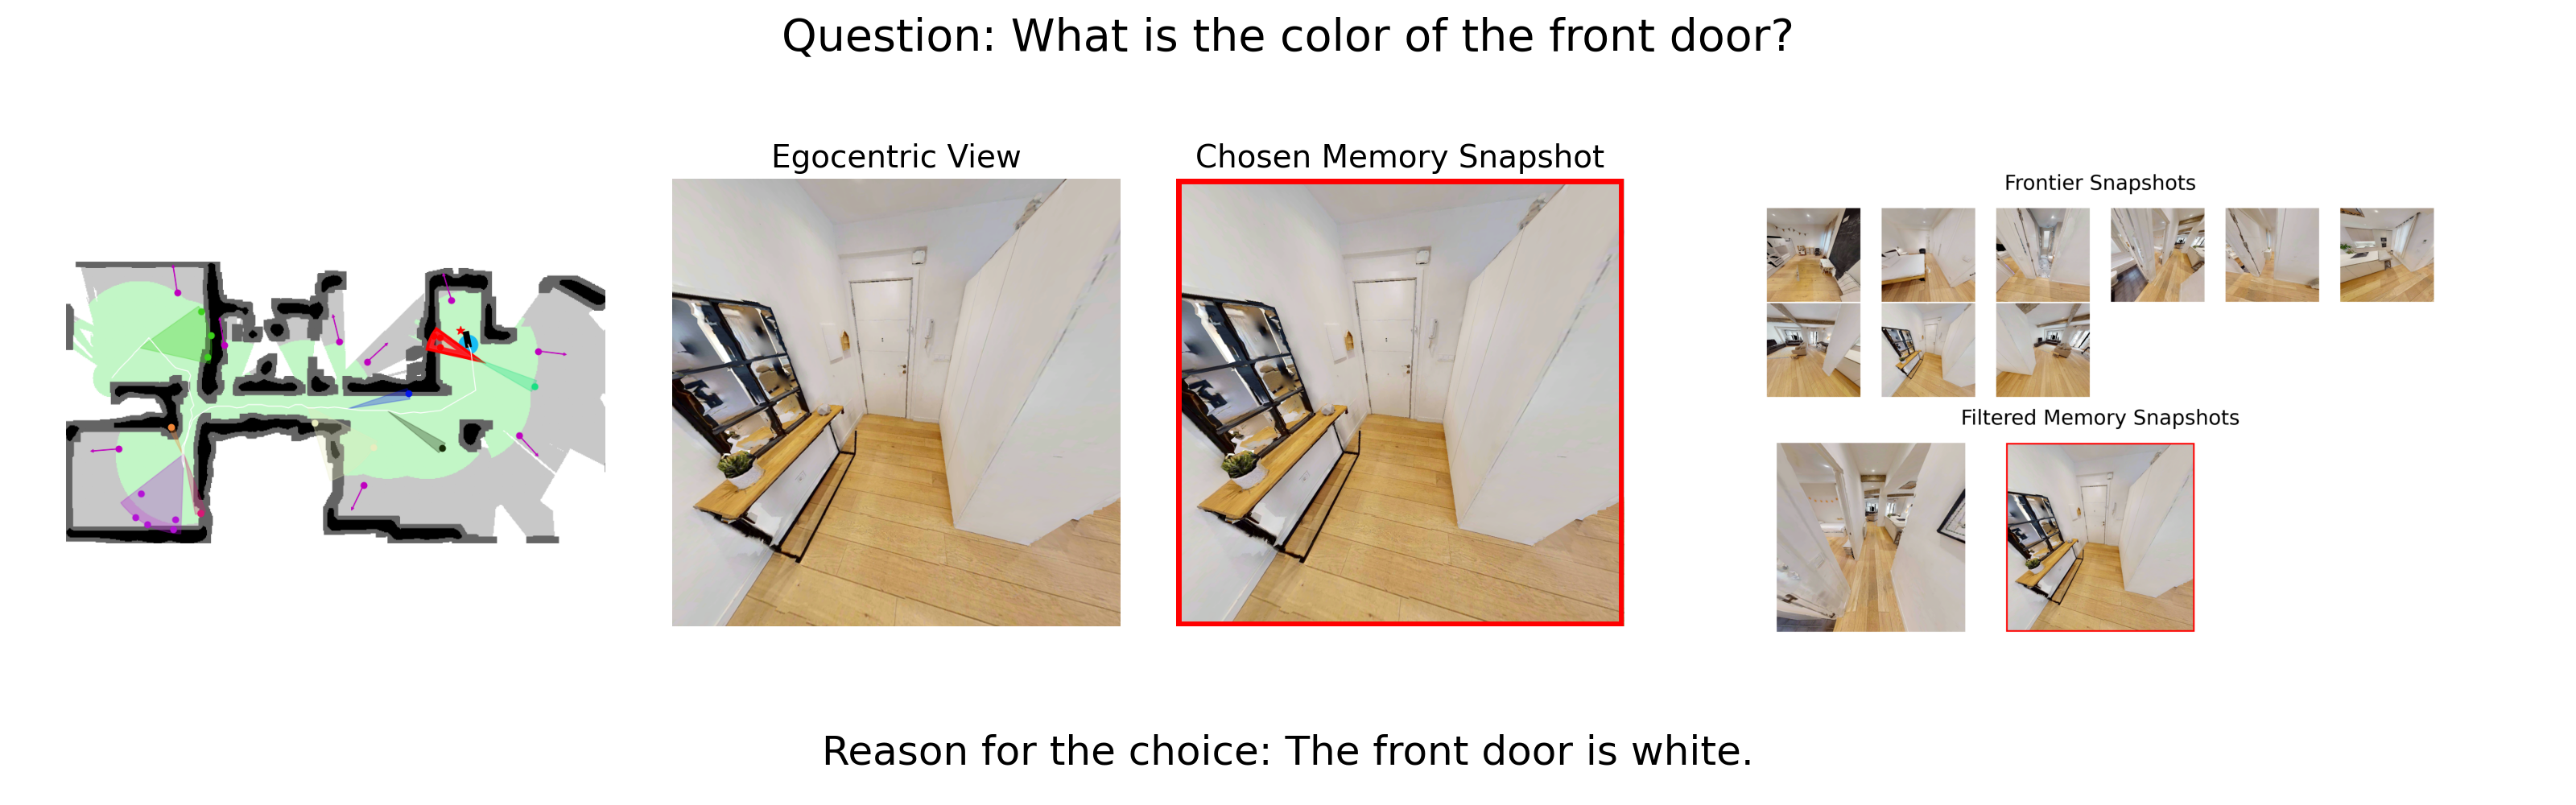 Question: What is the color of the front door?
Egocentric View
Chosen Memory Snapshot
Frontier Snapshots
Filtered Memory Snapshots
Reason for the choice: The front door is white.